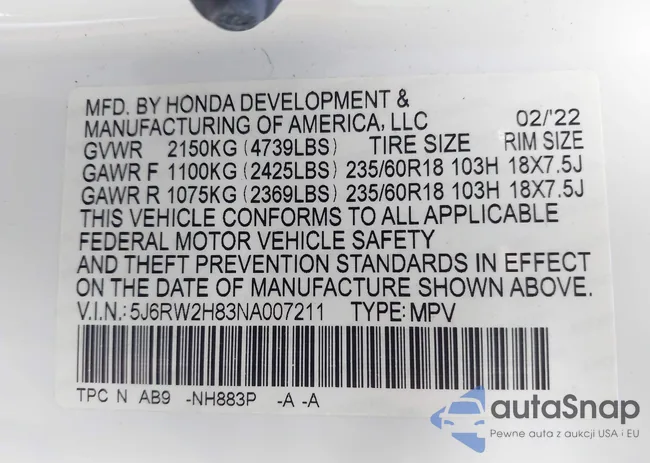 MFD. BY HONDA DEVELOPMENT &
MANUFACTURING OF AMERICA, LLC 02/'22
GVWR 2150KG (4739LBS) TIRE SIZE RIM SIZE
GAWR F 1100KG (2425LBS) 235/60R18 103H 18X7.5J
GAWR R 1075KG (2369LBS) 235/60R18 103H 18X7.5J
THIS VEHICLE CONFORMS TO ALL APPLICABLE
FEDERAL MOTOR VEHICLE SAFETY
AND THEFT PREVENTION STANDARDS IN EFFECT
ON THE DATE OF MANUFACTURE SHOWN ABOVE.
V.I.N.:5J6RW2H83NA007211 TYPE:MPV
TPC N AB9 -NH883P -A -A
autaSnap
Pewne auta z aukcji USA i EU